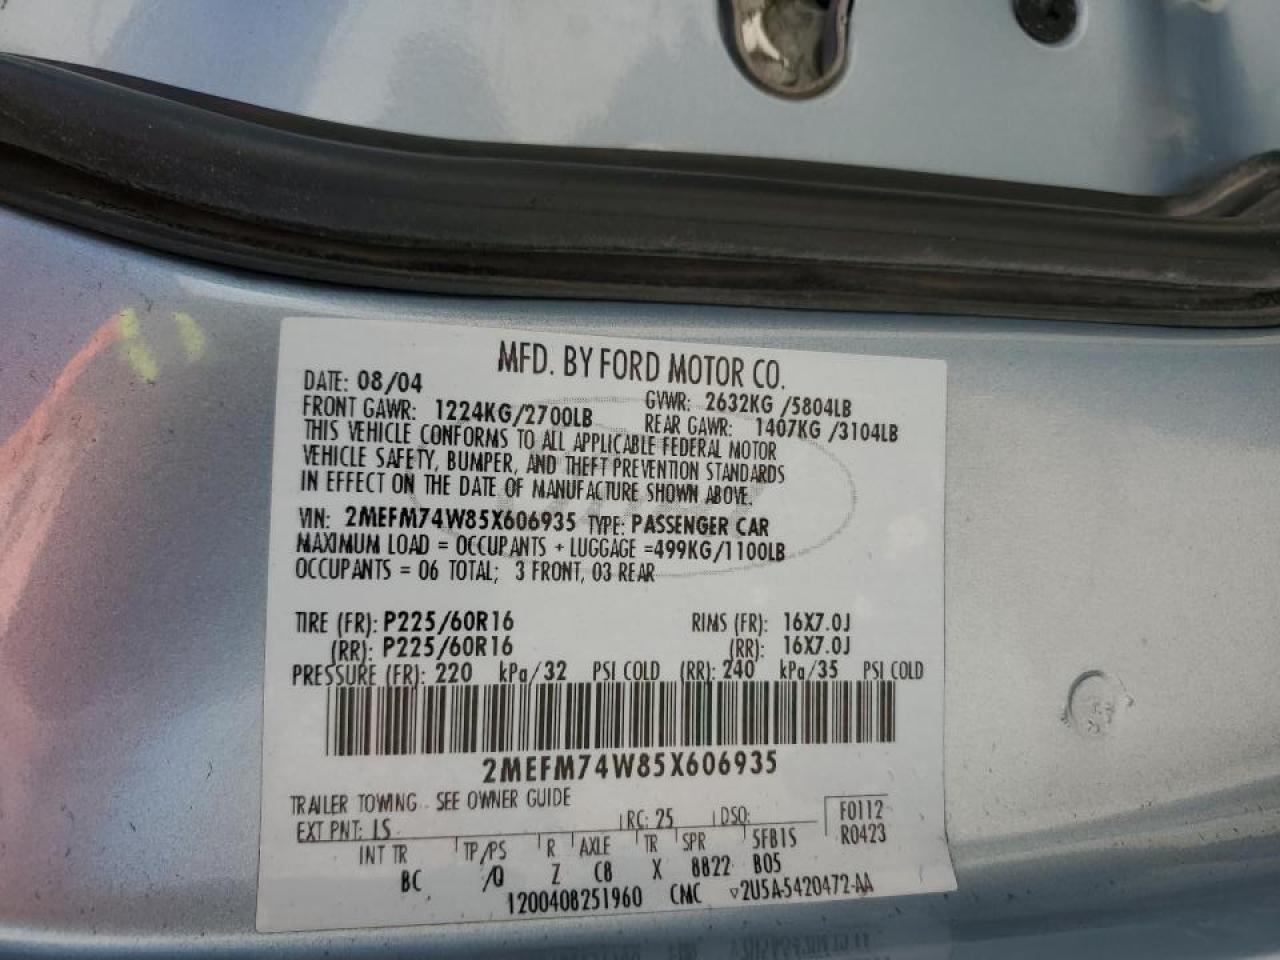 MFD. BY FORD MOTOR CO.
DATE: 08/04 GVWR: 2632KG /5804LB
FRONT GAWR: 1224KG/2700LB REAR GAWR: 1407KG /3104LB
THIS VEHICLE CONFORMS TO ALL APPLICABLE FEDERAL MOTOR
VEHICLE SAFETY, BUMPER, AND THEFT PREVENTION STANDARDS
IN EFFECT ON THE DATE OF MANUFACTURE SHOWN ABOVE.
VIN: 2MEFM74W85X606935 TYPE: PASSENGER CAR
MAXIMUM LOAD = OCCUPANTS + LUGGAGE =499KG/1100LB
OCCUPANTS = 06 TOTAL; 3 FRONT, 03 REAR
TIRE (FR): P225/60R16 RIMS (FR): 16X7.0J
(RR): P225/60R16 (RR): 16X7.0J
PRESSURE (FR): 220 kPa/32 PSI COLD (RR): 240 kPa/35 PSI COLD
2MEFM74W85X606935
TRAILER TOWING - SEE OWNER GUIDE
EXT PNT: LS RC: 25 DSO: F0112
R0423
INT TR TP/PS R AXLE TR SPR 5FB1S
BC /0 Z C8 X 8822 B05
1200408251960 CMC ▽2U5A-5420472-AA